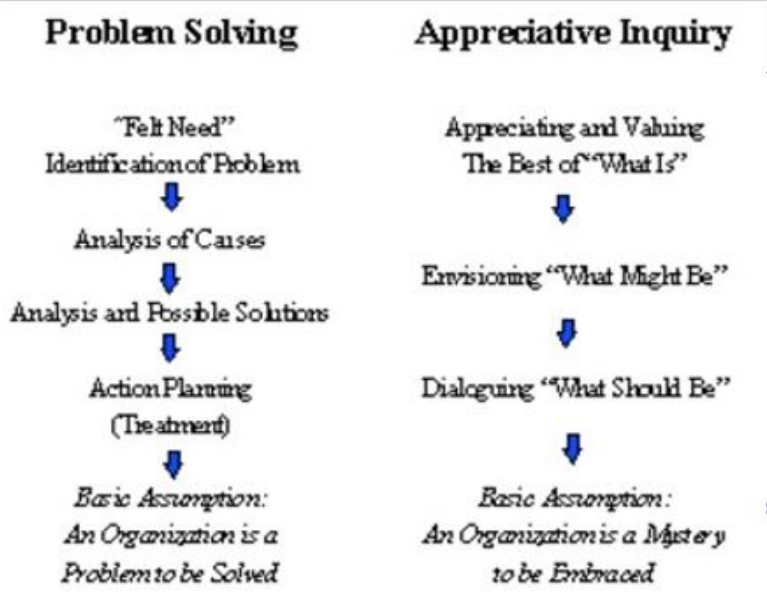 Problem Solving
"Felt Need"
Identification of Problem
Analysis of Causes
Analysis and Possible Solutions
Action Planning
(Treatment)
Basic Assumption:
An Organization is a
Problem to be Solved
Appreciative Inquiry
Appreciating and Valuing
The Best of “What Is”
Envisioning “What Might Be”
Dialoguing “What Should Be”
Basic Assumption:
An Organization is a Mystery
to be Embraced